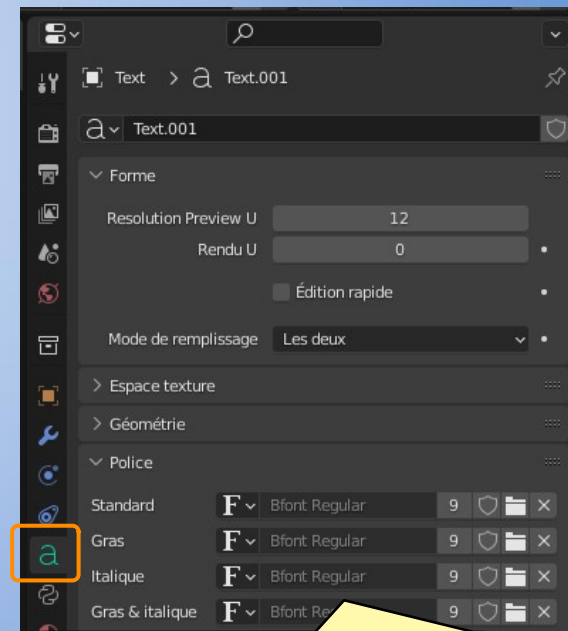 Text > a Text.001
a Text.001
Forme
Resolution Preview U 12
Rendu U 0
Édition rapide
Mode de remplissage Les deux
Espace texture
Géométrie
Police
Standard F Bfont Regular 9
Gras F Bfont Regular 9
Italique F Bfont Regular 9
a
Gras & italique F Bfont 9